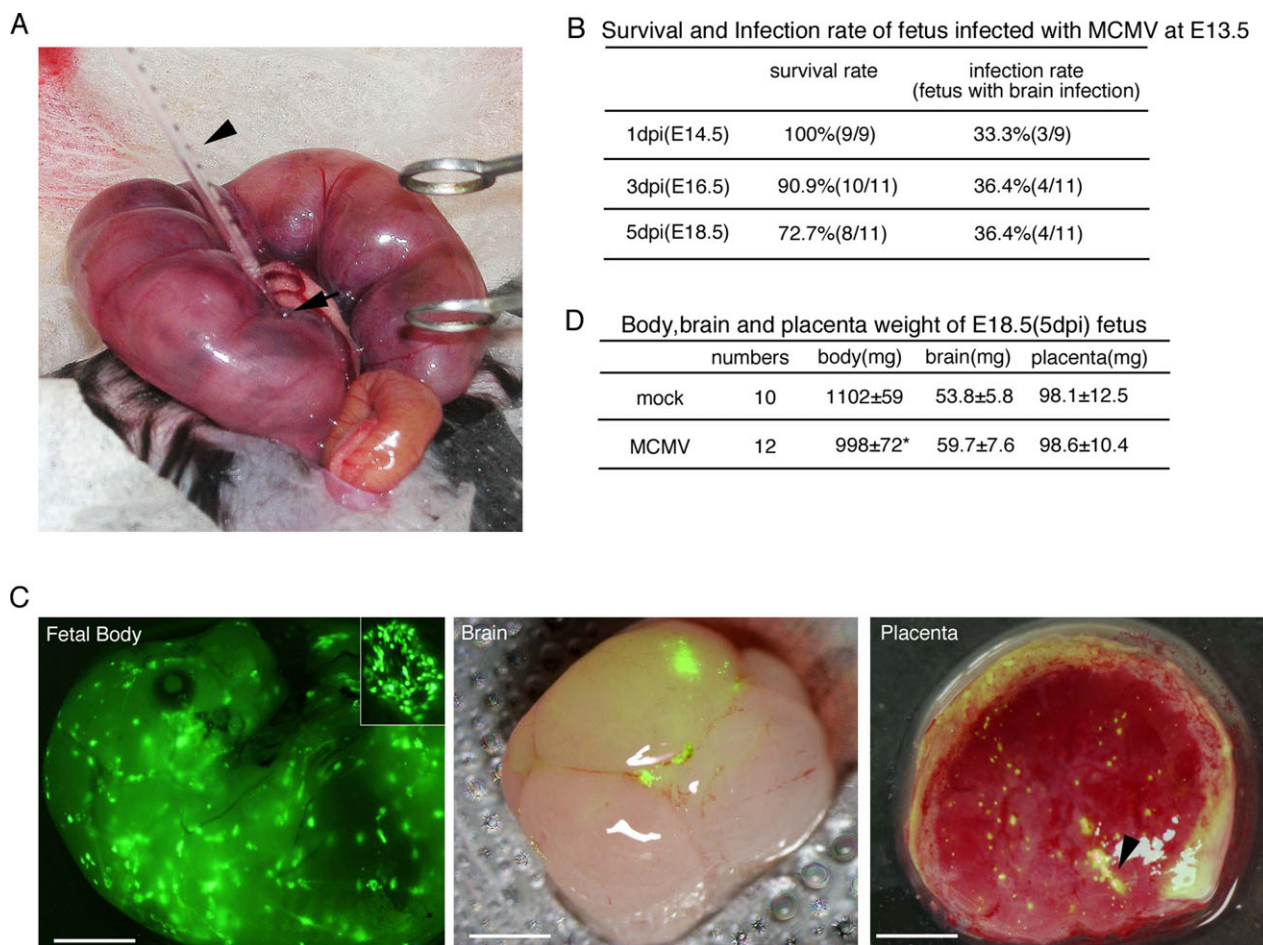 A
B Survival and Infection rate of fetus infected with MCMV at E13.5
survival rate infection rate
(fetus with brain infection)
1dpi(E14.5) 100%(9/9) 33.3%(3/9)
3dpi(E16.5) 90.9%(10/11) 36.4%(4/11)
5dpi(E18.5) 72.7%(8/11) 36.4%(4/11)
D Body,brain and placenta weight of E18.5(5dpi) fetus
numbers body(mg) brain(mg) placenta(mg)
mock 10 1102±59 53.8±5.8 98.1±12.5
MCMV 12 998±72* 59.7±7.6 98.6±10.4
C
Fetal Body
Brain
Placenta